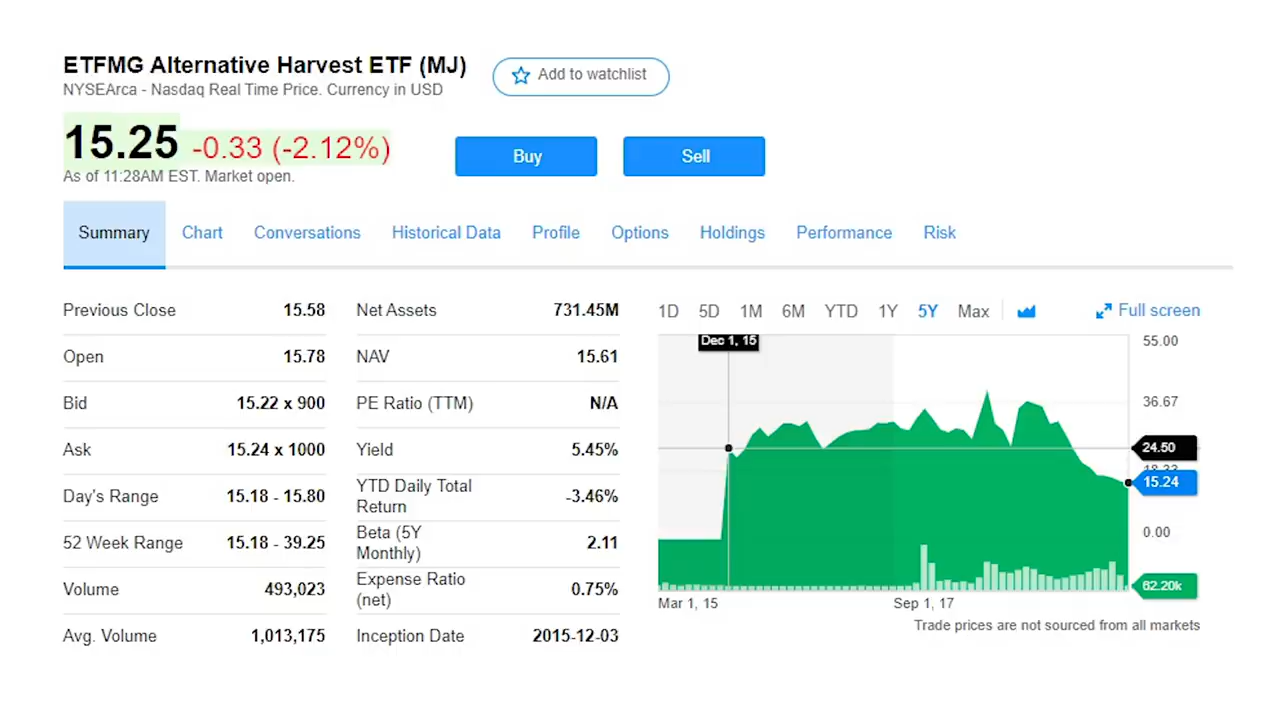 ETFMG Alternative Harvest ETF (MJ)
Add to watchlist
NYSEArca - Nasdaq Real Time Price. Currency in USD
15.25 -0.33 (-2.12%)
As of 11:28AM EST. Market open.
Buy
Sell
Summary Chart Conversations Historical Data Profile Options Holdings Performance Risk
Previous Close 15.58
Open 15.78
Bid 15.22 x 900
Ask 15.24 x 1000
Day's Range 15.18 - 15.80
52 Week Range 15.18 - 39.25
Volume 493,023
Avg. Volume 1,013,175
Net Assets 731.45M
NAV 15.61
PE Ratio (TTM) N/A
Yield 5.45%
YTD Daily Total
Return -3.46%
Beta (5Y
Monthly) 2.11
Expense Ratio
(net) 0.75%
Inception Date 2015-12-03
1D 5D 1M 6M YTD 1Y 5Y Max Full screen
Dec 1, 15
55.00
36.67
24.50
18.33
15.24
0.00
62.20k
Mar 1, 15 Sep 1, 17
Trade prices are not sourced from all markets